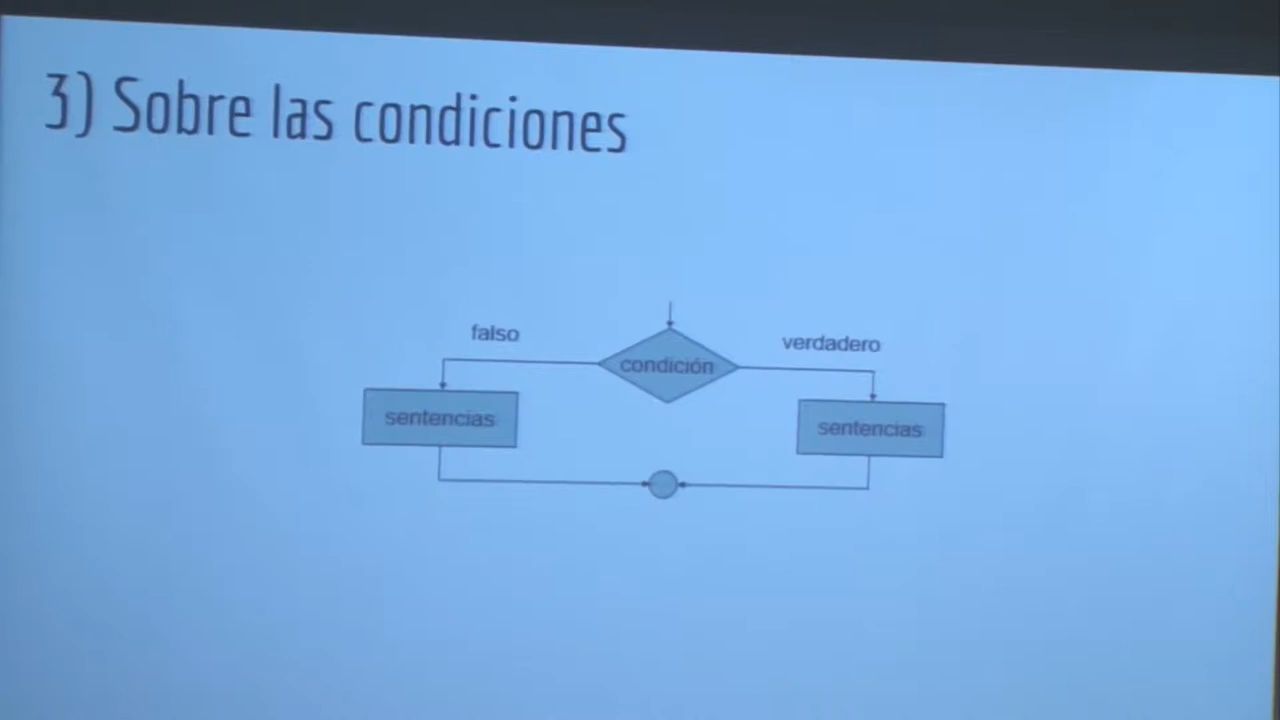 3) Sobre las condiciones
falso
verdadero
condición
sentencias
sentencias